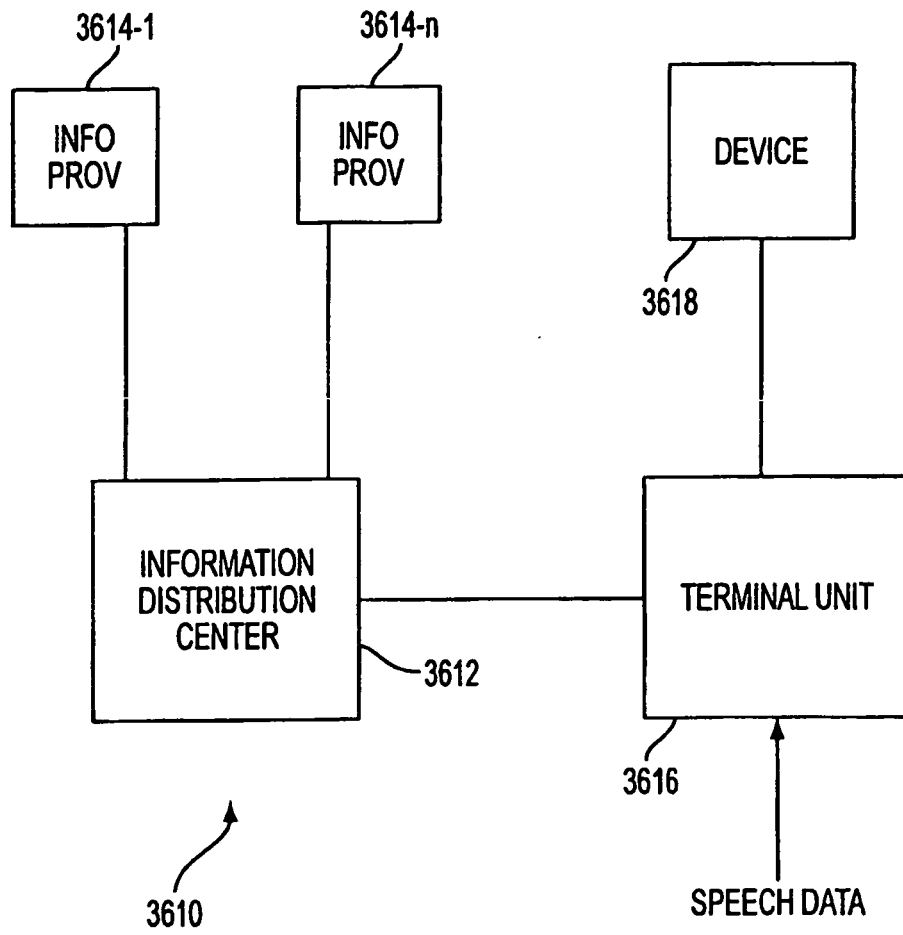 3614-1
3614-n
INFO
PROV
INFO
PROV
DEVICE
3618
INFORMATION
DISTRIBUTION
CENTER
TERMINAL UNIT
3612
3616
3610
SPEECH DATA